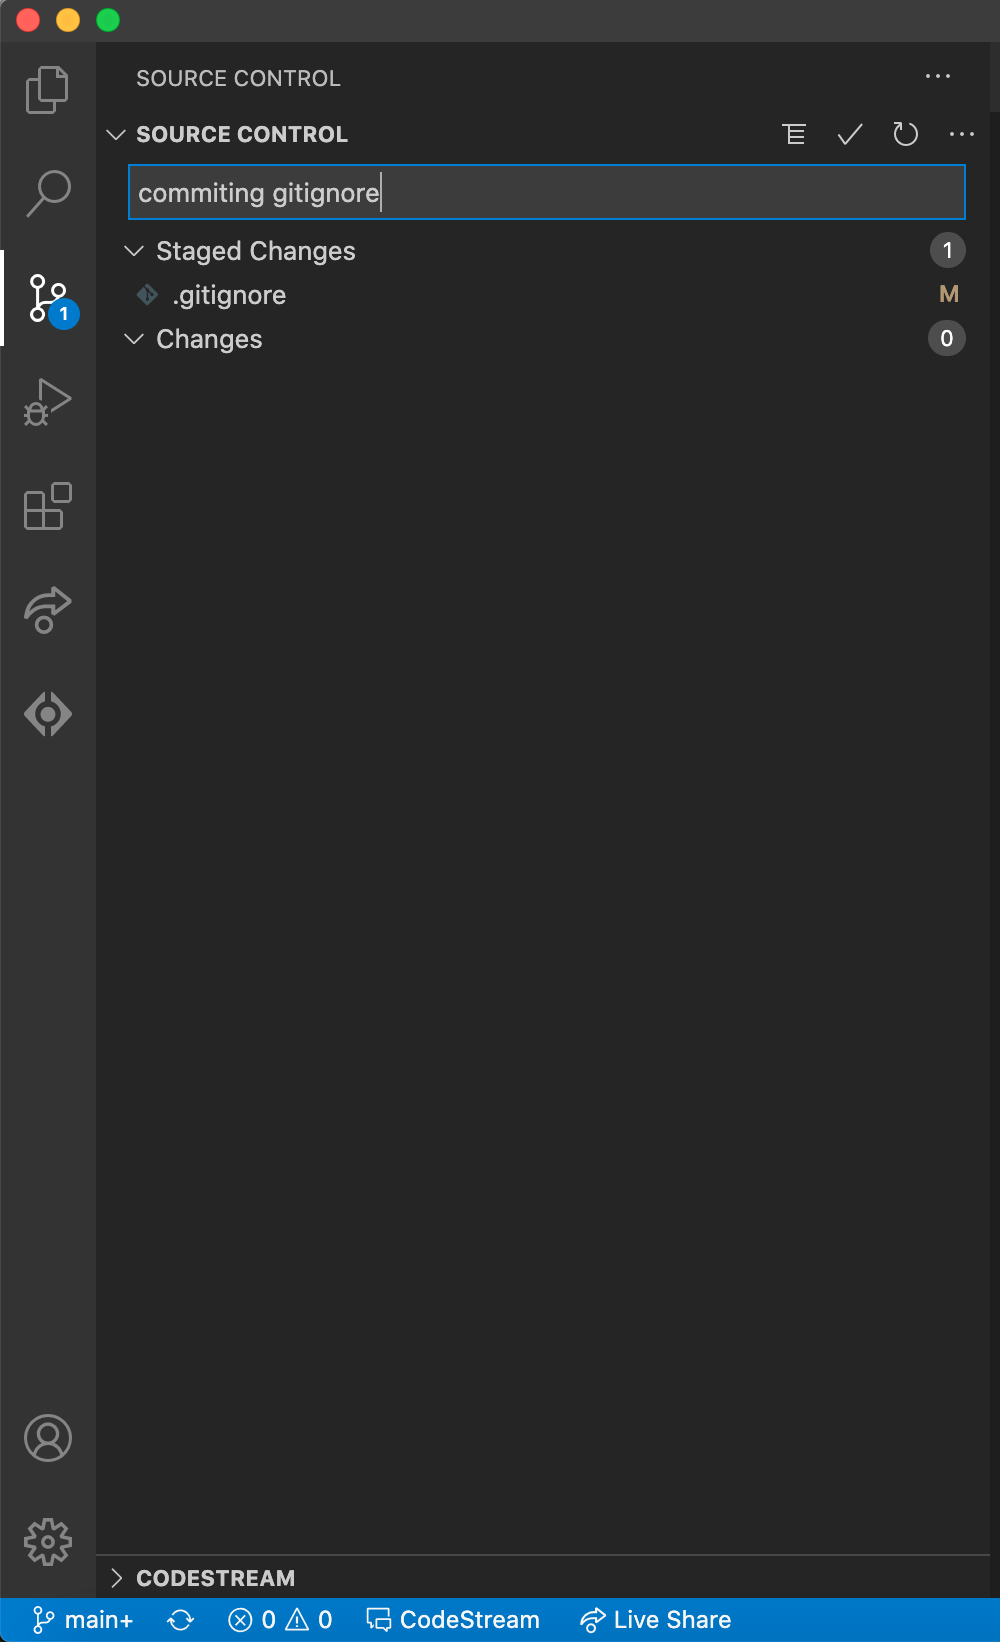 SOURCE CONTROL
SOURCE CONTROL
commiting gitignore
Staged Changes 1
.gitignore M
1
Changes 0
CODESTREAM
main+ 0 0 CodeStream Live Share